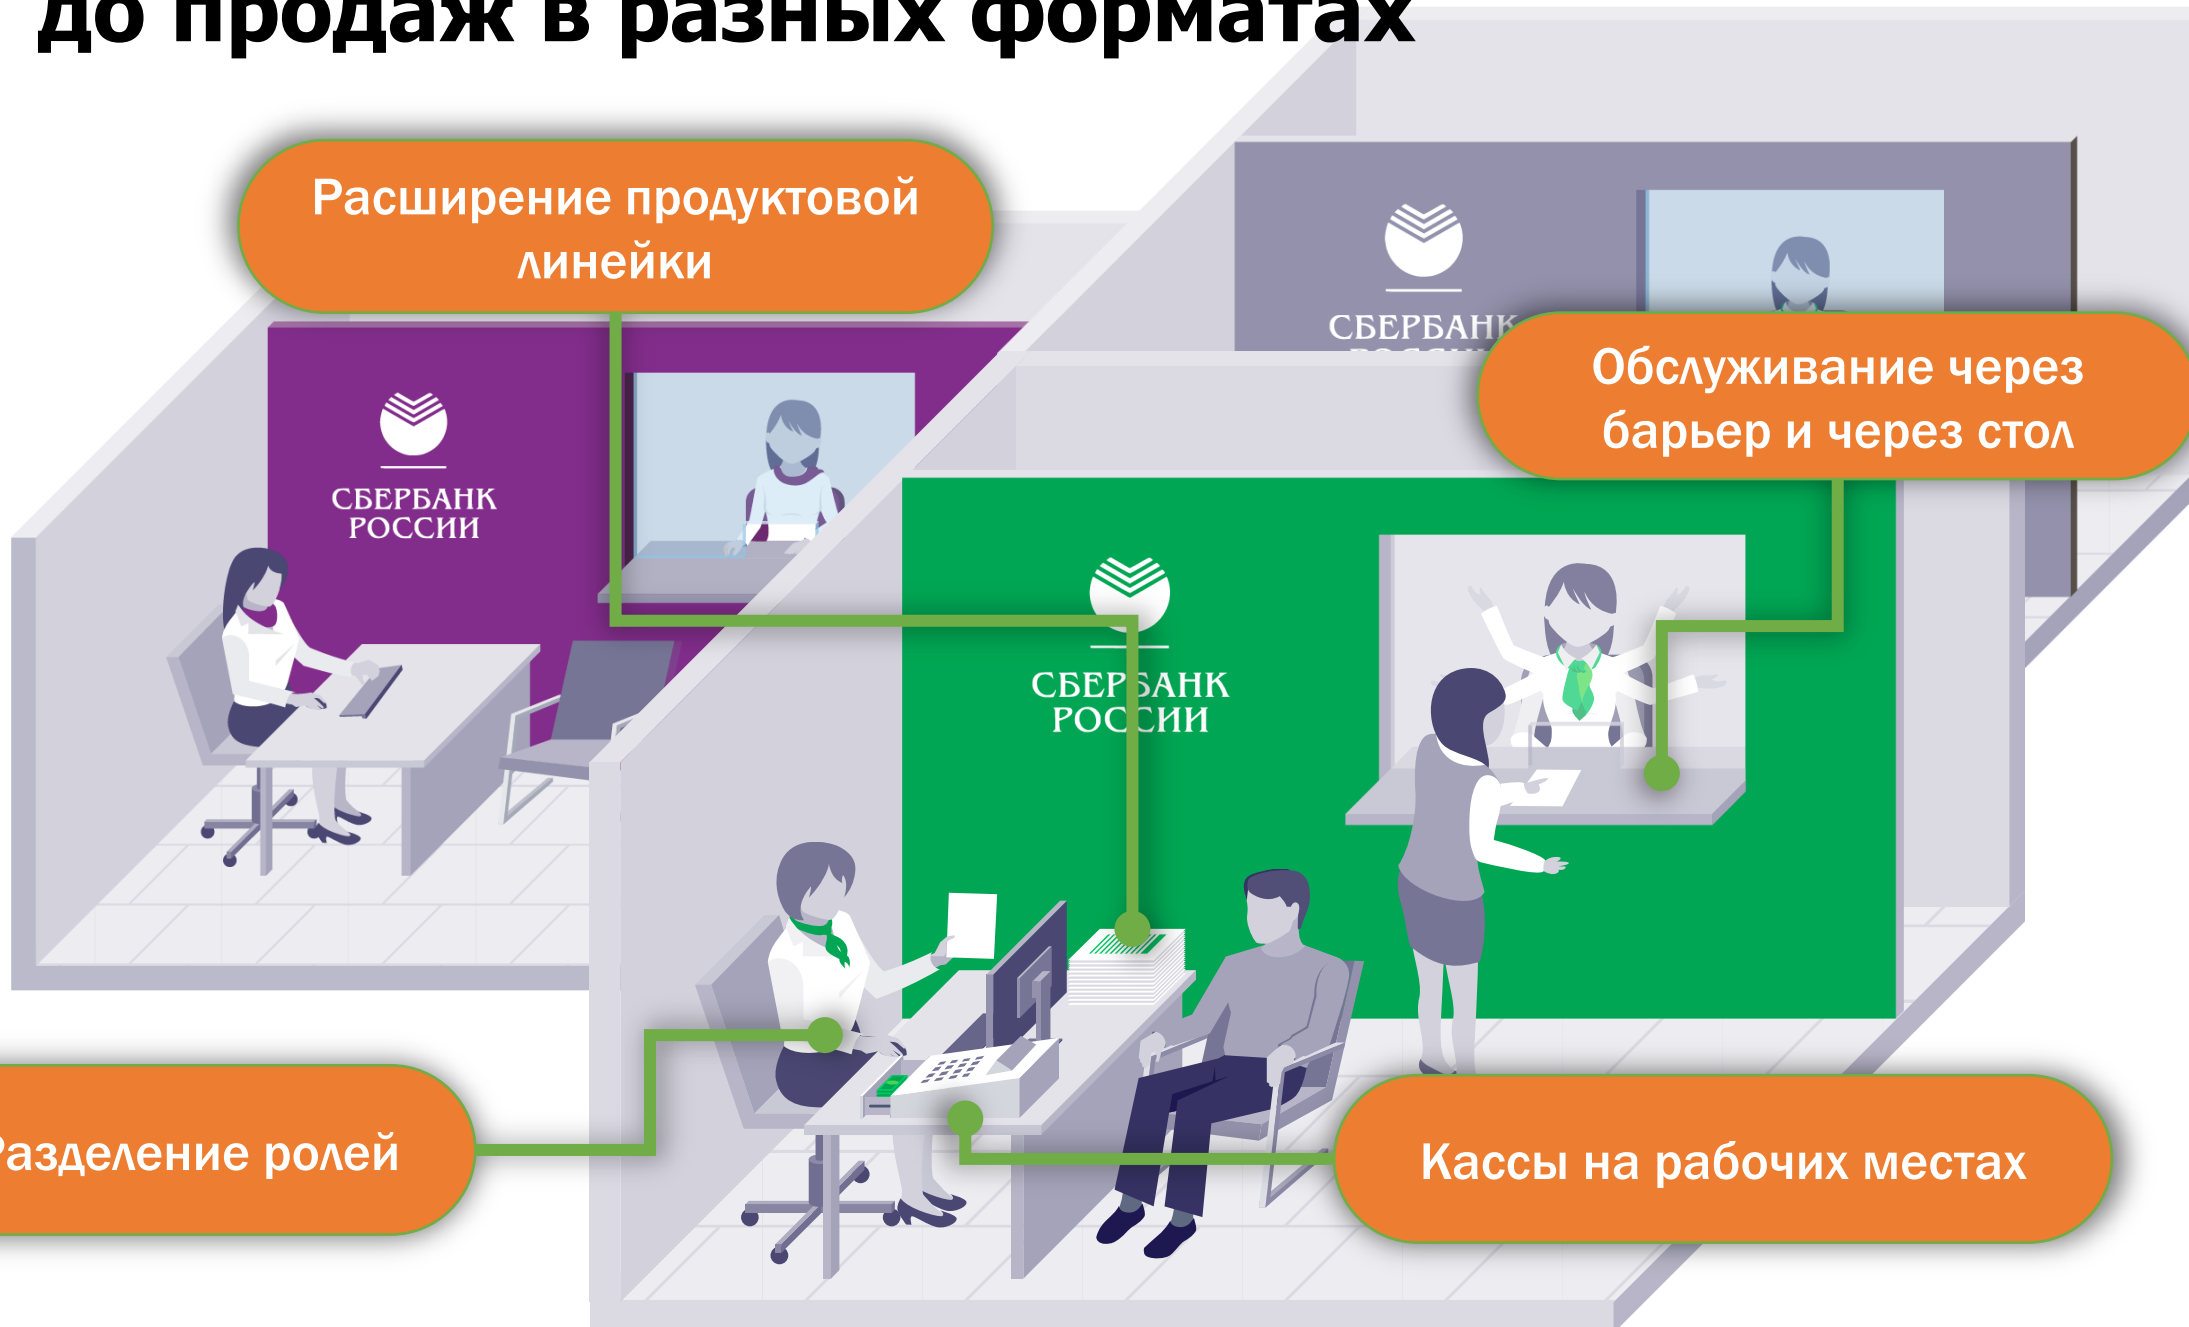 до продаж в разных форматах
Расширение продуктовой
линейки
СБЕРБАНК
Обслуживание через
барьер и через стол
СБЕРБАНК
РОССИИ
СБЕРБАНК
РОССИИ
Разделение ролей
Кассы на рабочих местах